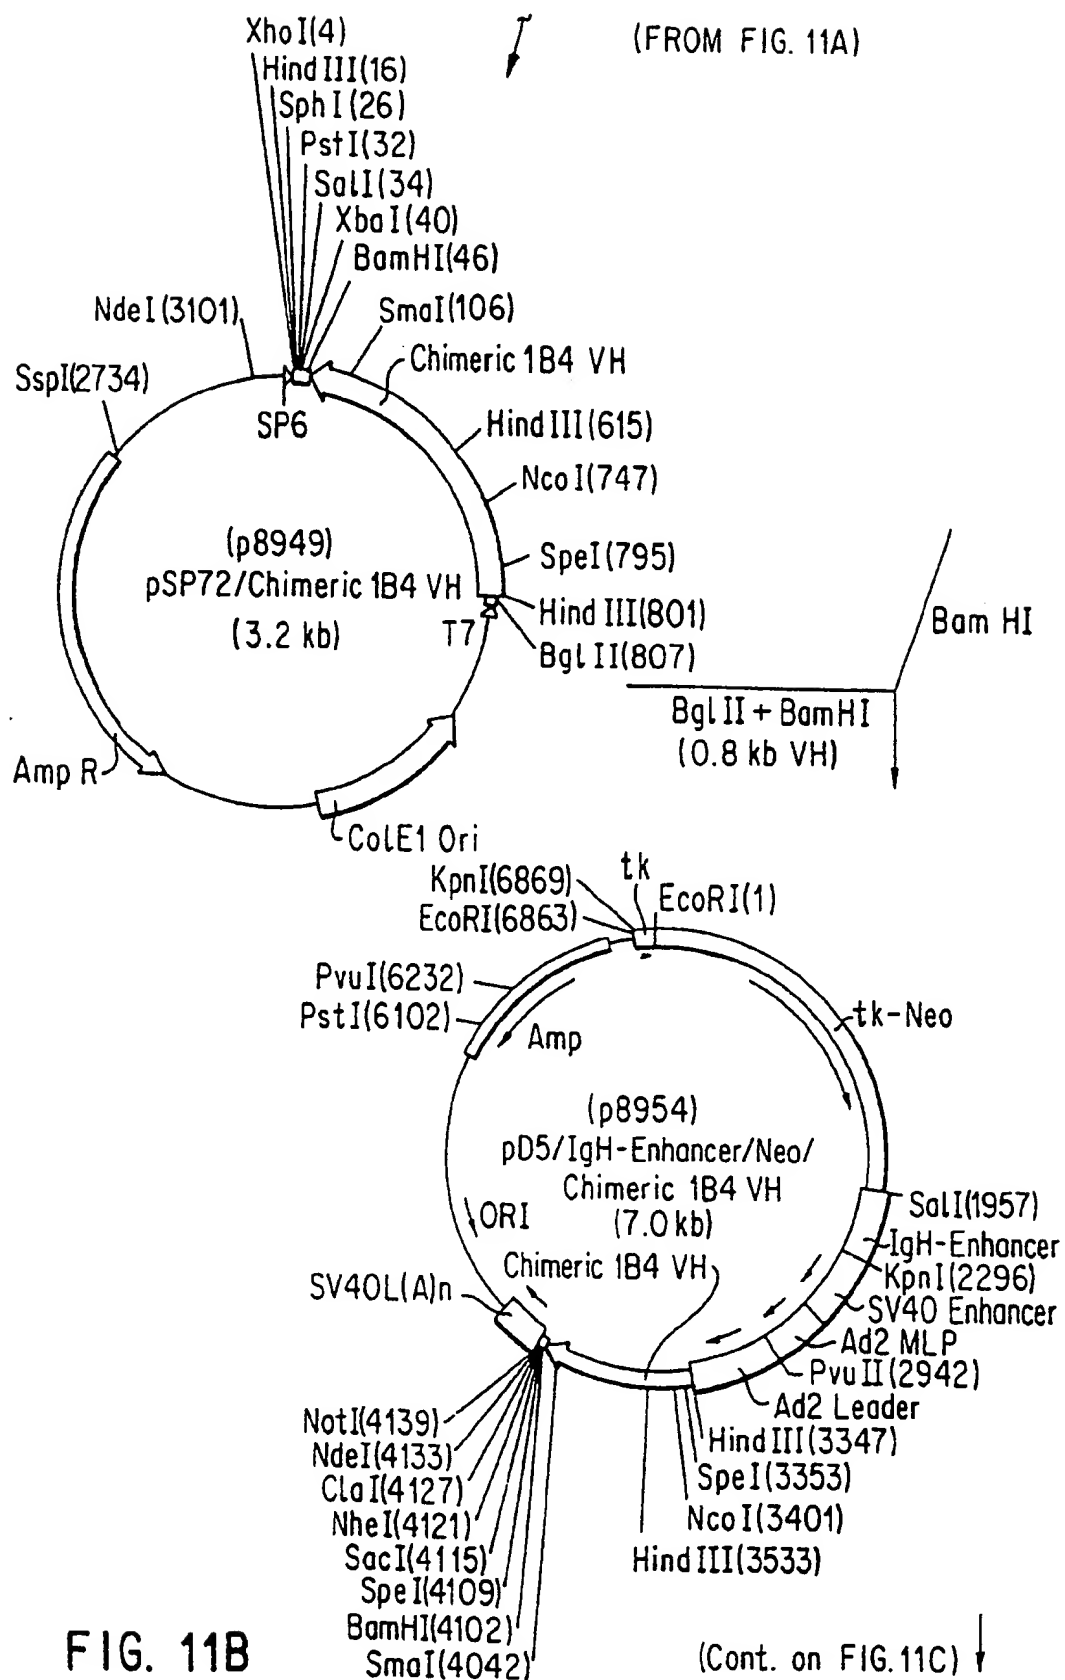 (FROM FIG. 11A)
XhoI(4)
HindIII(16)
SphI(26)
PstI(32)
SalI(34)
XbaI(40)
BamHI(46)
SmaI(106)
Chimeric 1B4 VH
NdeI(3101)
SspI(2734)
SP6
HindIII(615)
NcoI(747)
(p8949)
pSP72/Chimeric 1B4 VH
(3.2 kb)
SpeI(795)
HindIII(801)
T7
BglII(807)
Bam HI
BglII + BamHI
(0.8 kb VH)
Amp R
ColE1 Ori
KpnI(6869)
tk
EcoRI(1)
EcoRI(6863)
PvuI(6232)
PstI(6102)
Amp
tk-Neo
(p8954)
pD5/IgH-Enhancer/Neo/
Chimeric 1B4 VH
(7.0 kb)
SalI(1957)
ORI
IgH-Enhancer
Chimeric 1B4 VH
KpnI(2296)
SV40L(A)n
SV40 Enhancer
Ad2 MLP
PvuII(2942)
Ad2 Leader
NotI(4139)
HindIII(3347)
NdeI(4133)
SpeI(3353)
ClaI(4127)
NcoI(3401)
NheI(4121)
HindIII(3533)
SacI(4115)
SpeI(4109)
BamHI(4102)
SmaI(4042)
FIG. 11B
(Cont. on FIG.11C)